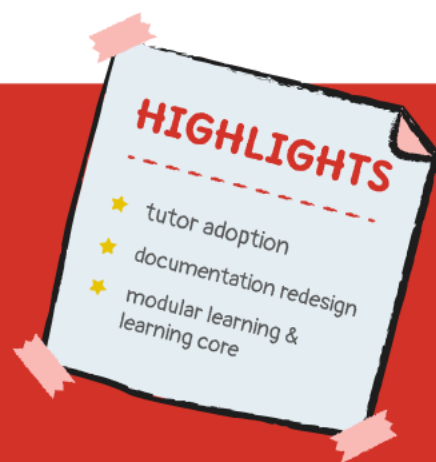 HIGHLIGHTS
tutor adoption
documentation redesign
modular learning &
learning core